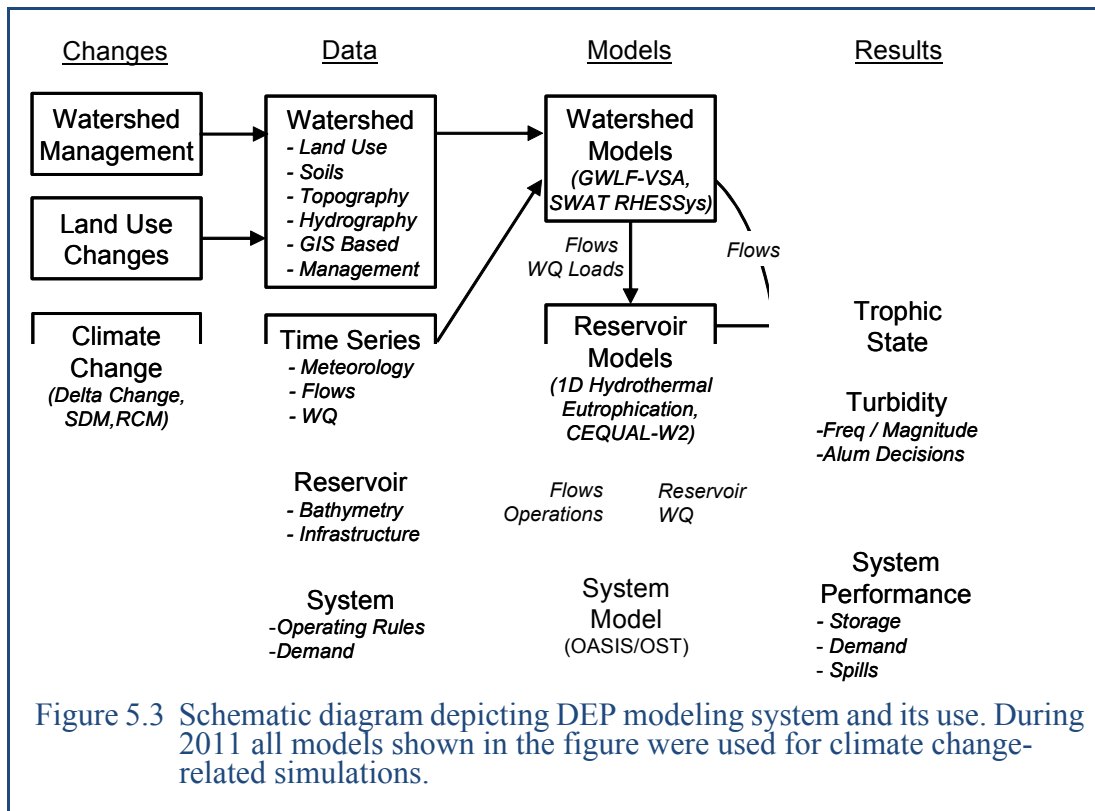 Changes
Data
Models
Results
Watershed
Management
Land Use
Changes
Climate
Change
(Delta Change,
SDM,RCM)
Watershed
- Land Use
- Soils
- Topography
- Hydrography
- GIS Based
- Management
Time Series
- Meteorology
- Flows
- WQ
Reservoir
- Bathymetry
- Infrastructure
System
-Operating Rules
-Demand
Watershed
Models
(GWLF-VSA,
SWAT RHESSys)
Flows
WQ Loads
Flows
Reservoir
Models
(1D Hydrothermal
Eutrophication,
CEQUAL-W2)
Flows
Operations
Reservoir
WQ
System
Model
(OASIS/OST)
Trophic
State
Turbidity
-Freq / Magnitude
-Alum Decisions
System
Performance
- Storage
- Demand
- Spills
Figure 5.3 Schematic diagram depicting DEP modeling system and its use. During
2011 all models shown in the figure were used for climate change-
related simulations.